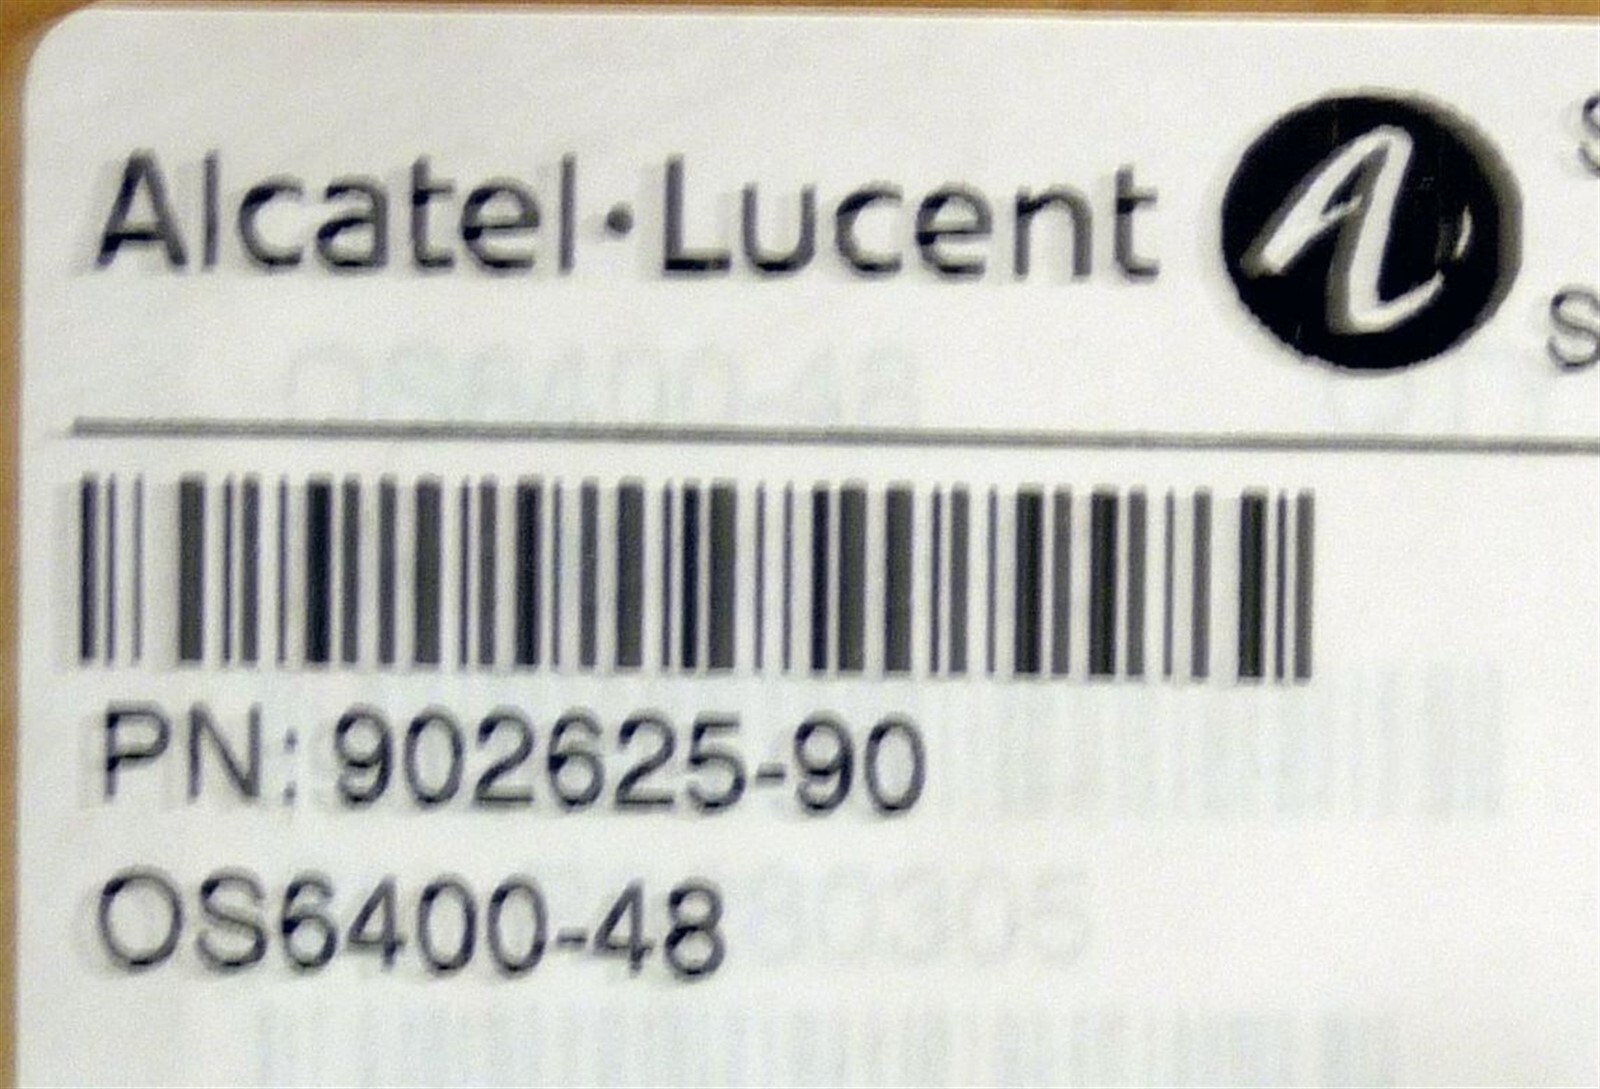 Alcatel·Lucent
PN: 902625-90
OS6400-48